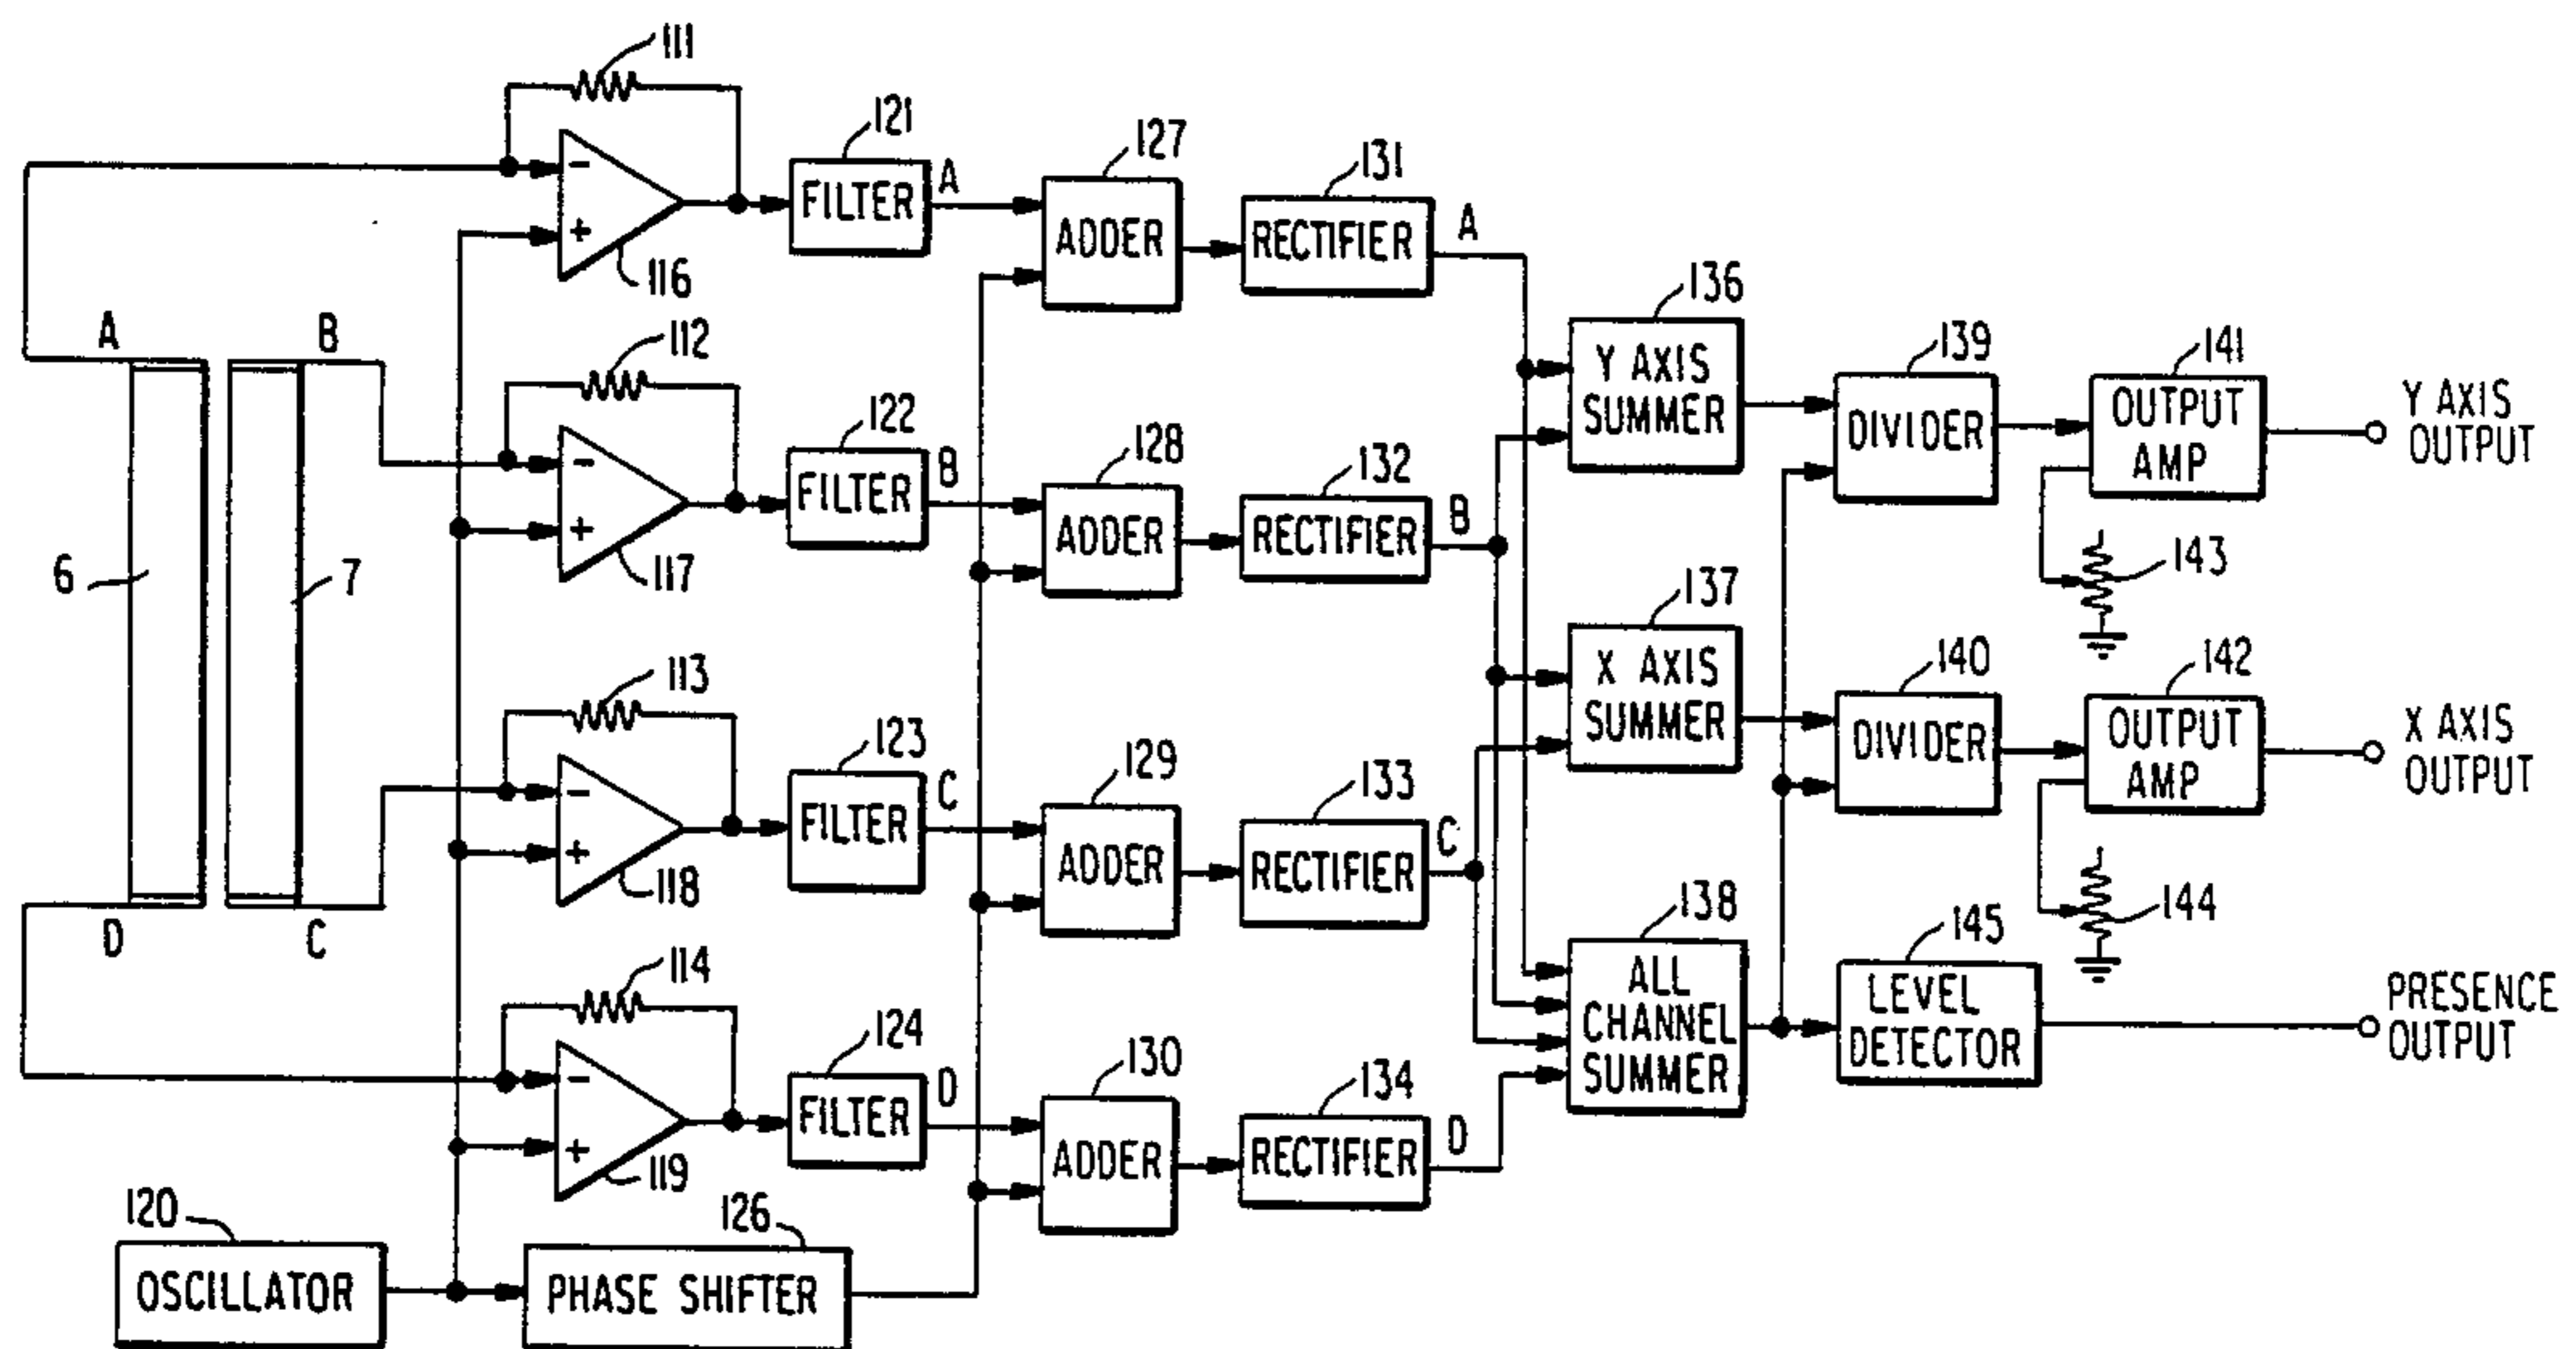 111
116
121
FILTER
A
127
ADDER
131
RECTIFIER
A
A
B
6
7
C
D
112
117
122
FILTER
B
128
ADDER
132
RECTIFIER
B
113
118
123
FILTER
C
129
ADDER
133
RECTIFIER
C
114
119
124
FILTER
D
130
ADDER
134
RECTIFIER
D
120
OSCILLATOR
126
PHASE SHIFTER
136
Y AXIS
SUMMER
137
X AXIS
SUMMER
138
ALL
CHANNEL
SUMMER
139
DIVIDER
140
DIVIDER
145
LEVEL
DETECTOR
141
OUTPUT
AMP
143
142
OUTPUT
AMP
144
Y AXIS
OUTPUT
X AXIS
OUTPUT
PRESENCE
OUTPUT
-
+
-
+
-
+
-
+